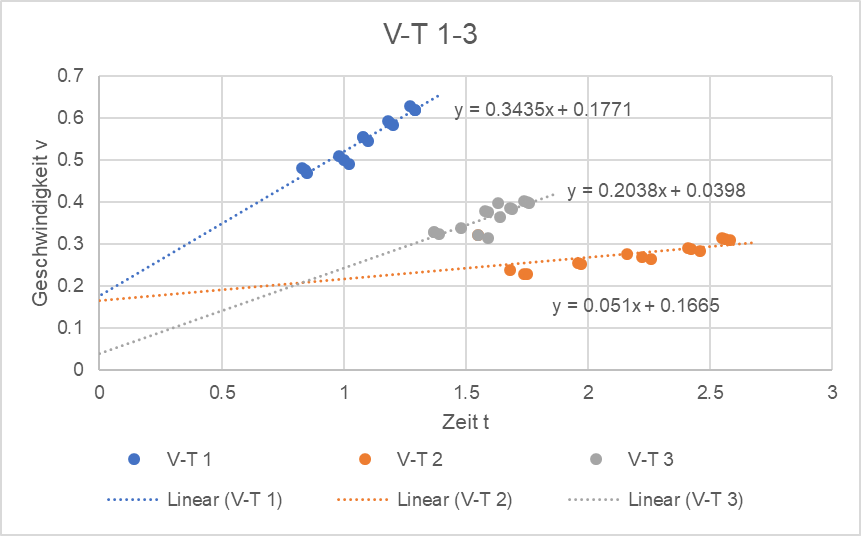 V-T 1-3
0.7
0.6
0.5
0.4
0.3
0.2
0.1
0
Geschwindigkeit v
y = 0.3435x + 0.1771
y = 0.2038x + 0.0398
y = 0.051x + 0.1665
0 0.5 1 1.5 2 2.5 3
Zeit t
V-T 1 V-T 2 V-T 3
Linear (V-T 1) Linear (V-T 2) Linear (V-T 3)